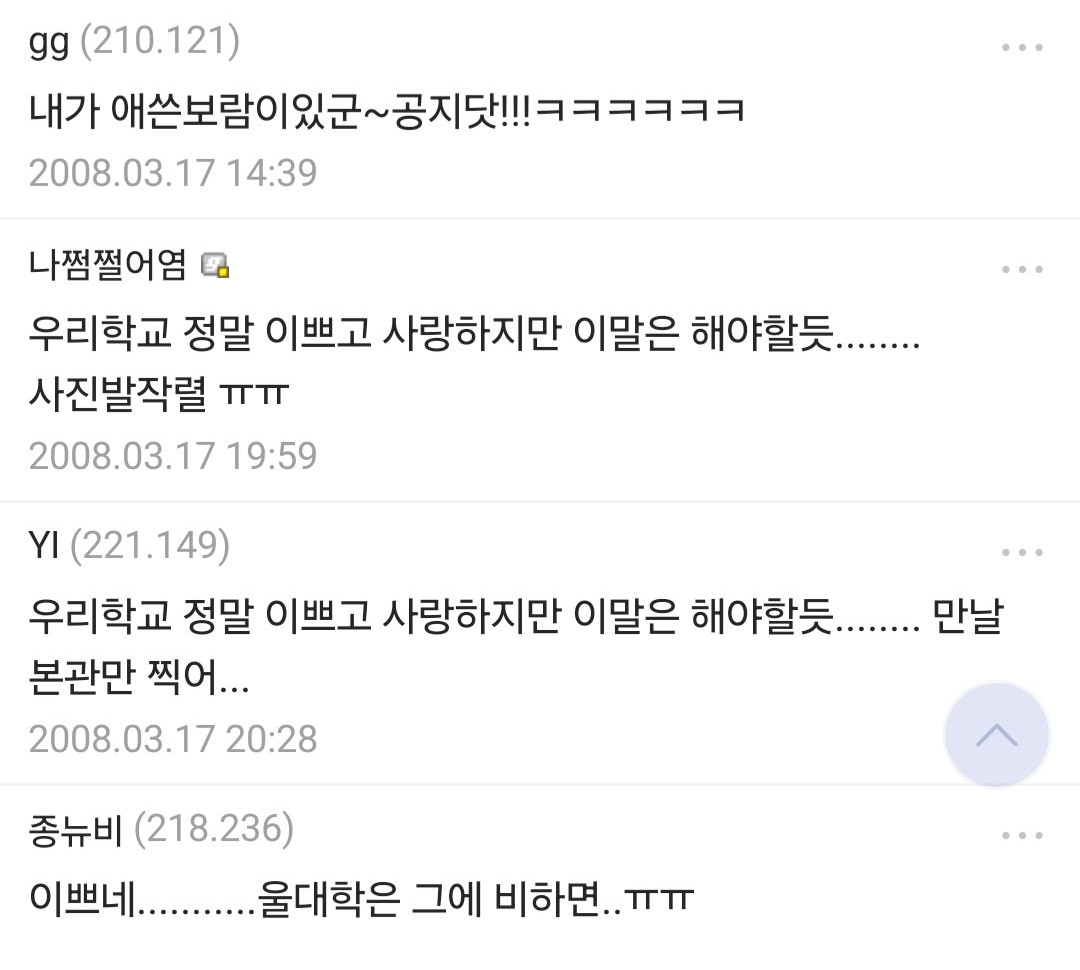 gg (210.121)
내가 애쓴보람이있군~공지닷!!!ㅋㅋㅋㅋㅋㅋ
2008.03.17 14:39
나쩜쩔어염
우리학교 정말 이쁘고 사랑하지만 이말은 해야할듯........
사진발작렬 ㅠㅠ
2008.03.17 19:59
YI (221.149)
우리학교 정말 이쁘고 사랑하지만 이말은 해야할듯........ 만날
본관만 찍어...
2008.03.17 20:28
종뉴비 (218.236)
이쁘네...........울대학은 그에 비하면..ㅠㅠ